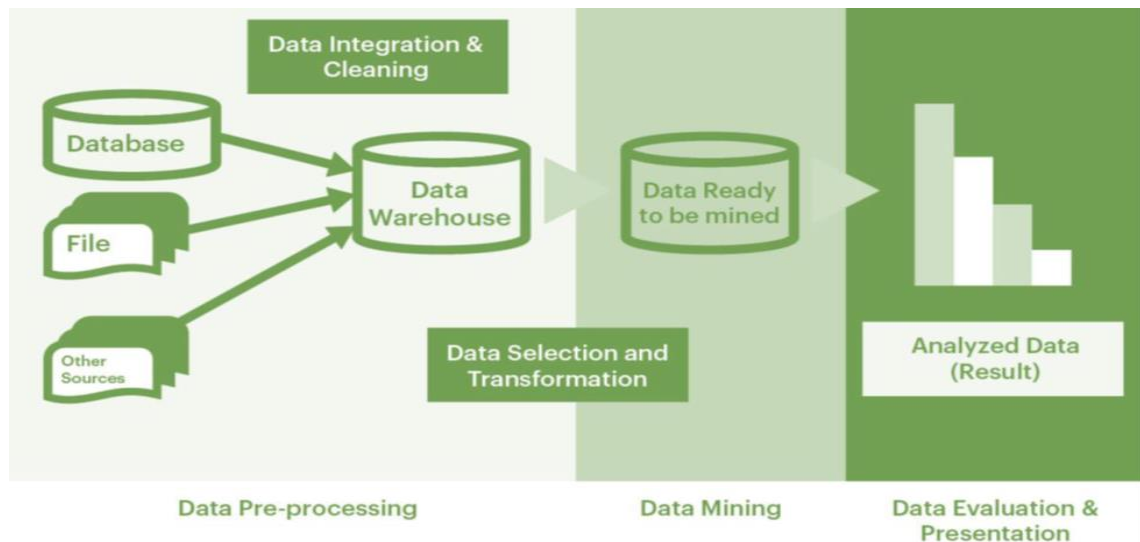 Data Integration &
Cleaning
Database
File
Other
Sources
Data
Warehouse
Data Ready
to be mined
Data Selection and
Transformation
Analyzed Data
(Result)
Data Pre-processing
Data Mining
Data Evaluation &
Presentation